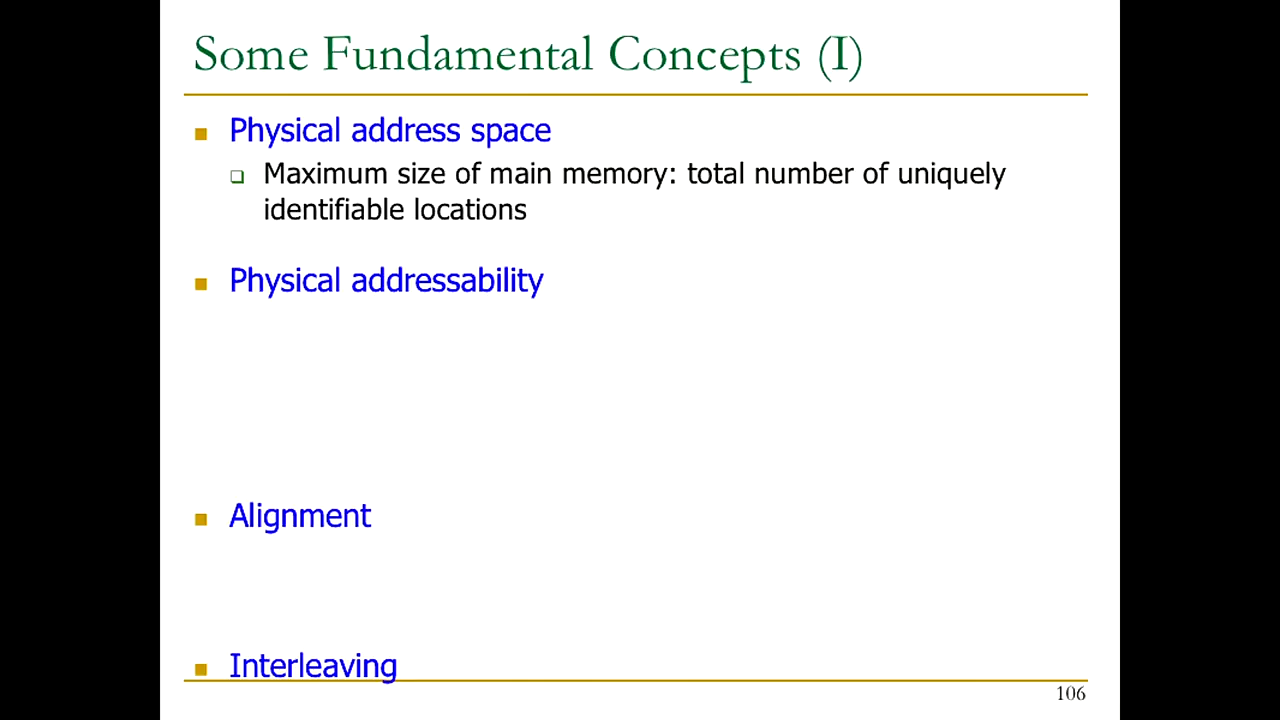 Some Fundamental Concepts (I)
Physical address space
Maximum size of main memory: total number of uniquely
identifiable locations
Physical addressability
Alignment
Interleaving
106